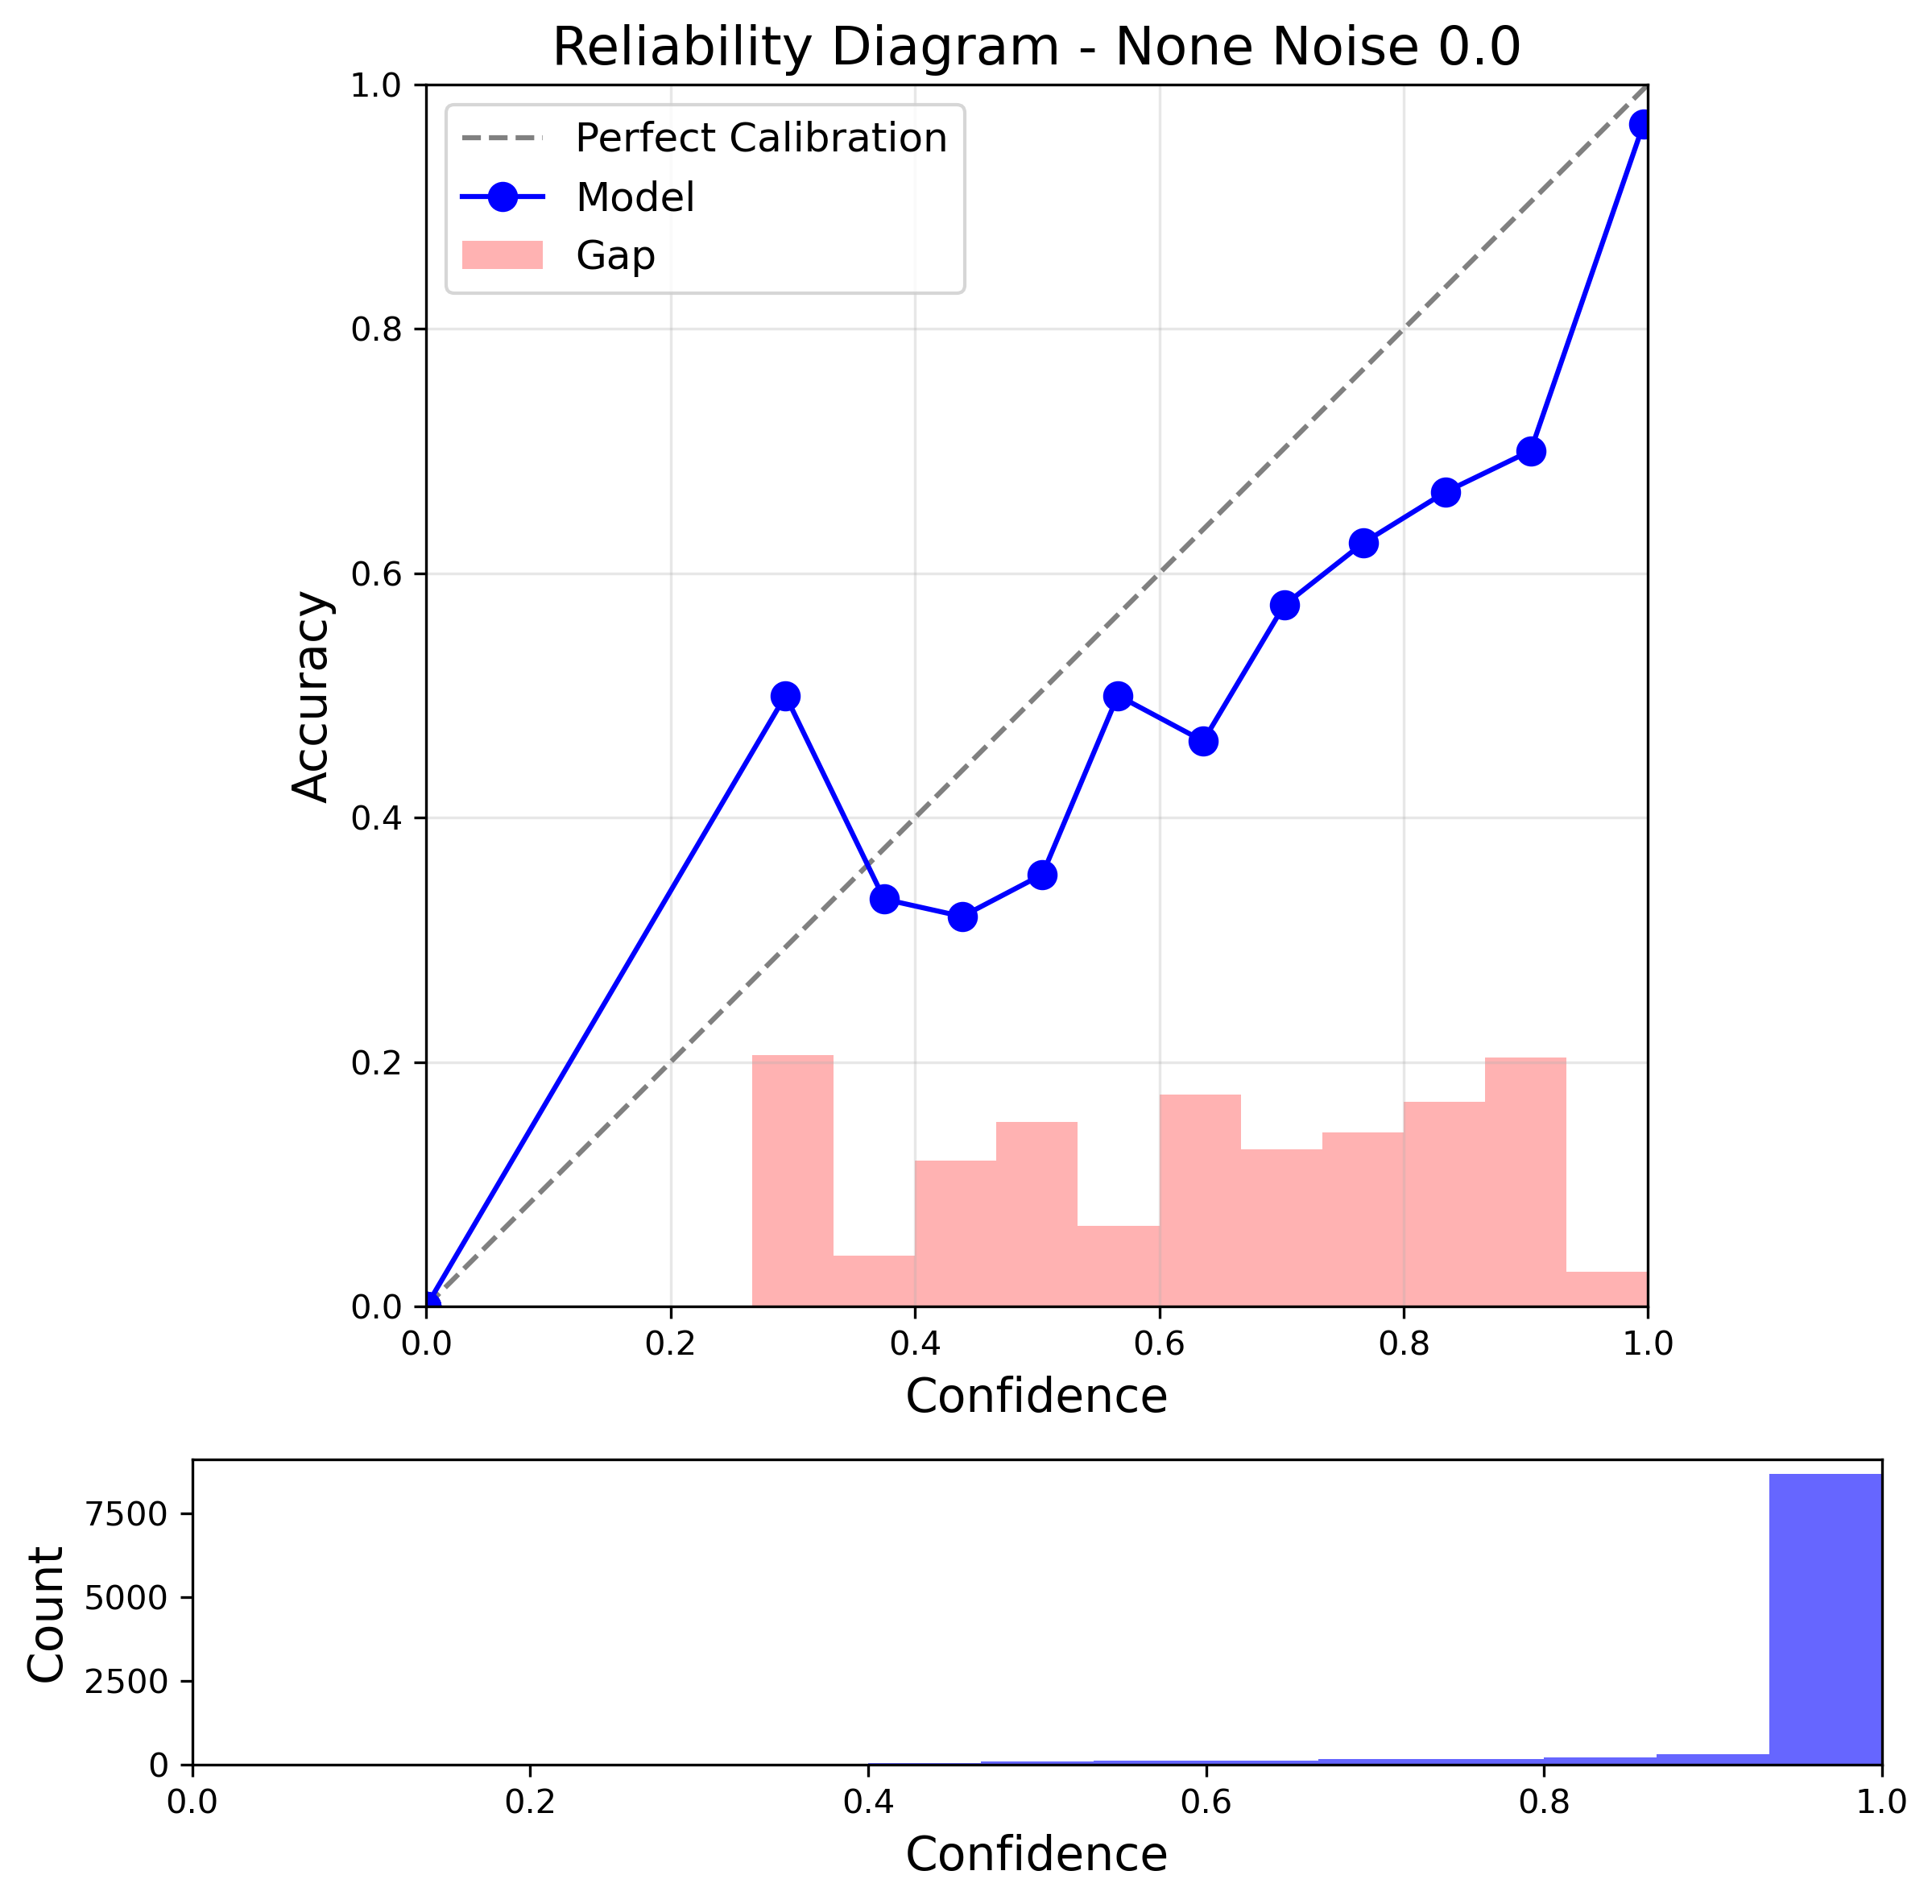 Reliability Diagram - None Noise 0.0
1.0
0.8
0.6
0.4
0.2
0.0
Accuracy
Perfect Calibration
Model
Gap
0.0 0.2 0.4 0.6 0.8 1.0
Confidence
7500
5000
2500
0
Count
0.0 0.2 0.4 0.6 0.8 1.0
Confidence